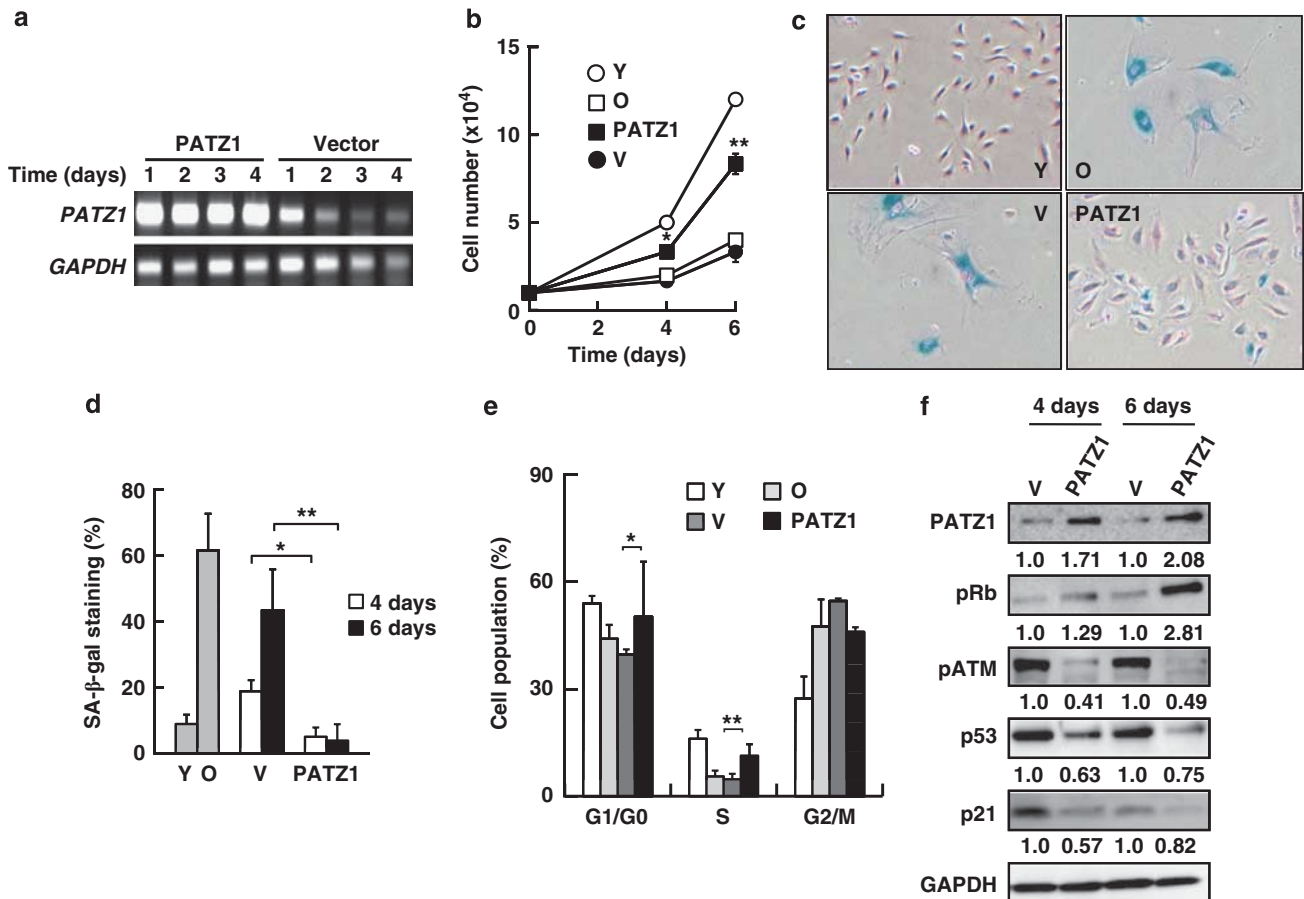 a
PATZ1 Vector
Time (days) 1 2 3 4 1 2 3 4
PATZ1
GAPDH
b
15
10
5
0
Cell number (x10⁴)
Y
O
PATZ1
V
*
**
0 2 4 6
Time (days)
c
Y
O
V
PATZ1
d
80
60
40
20
0
SA-β-gal staining (%)
**
*
4 days
6 days
Y O V PATZ1
e
90
60
30
0
Cell population (%)
Y O
V PATZ1
*
**
G1/G0 S G2/M
f
4 days 6 days
V PATZ1 V PATZ1
PATZ1
1.0 1.71 1.0 2.08
pRb
1.0 1.29 1.0 2.81
pATM
1.0 0.41 1.0 0.49
p53
1.0 0.63 1.0 0.75
p21
1.0 0.57 1.0 0.82
GAPDH